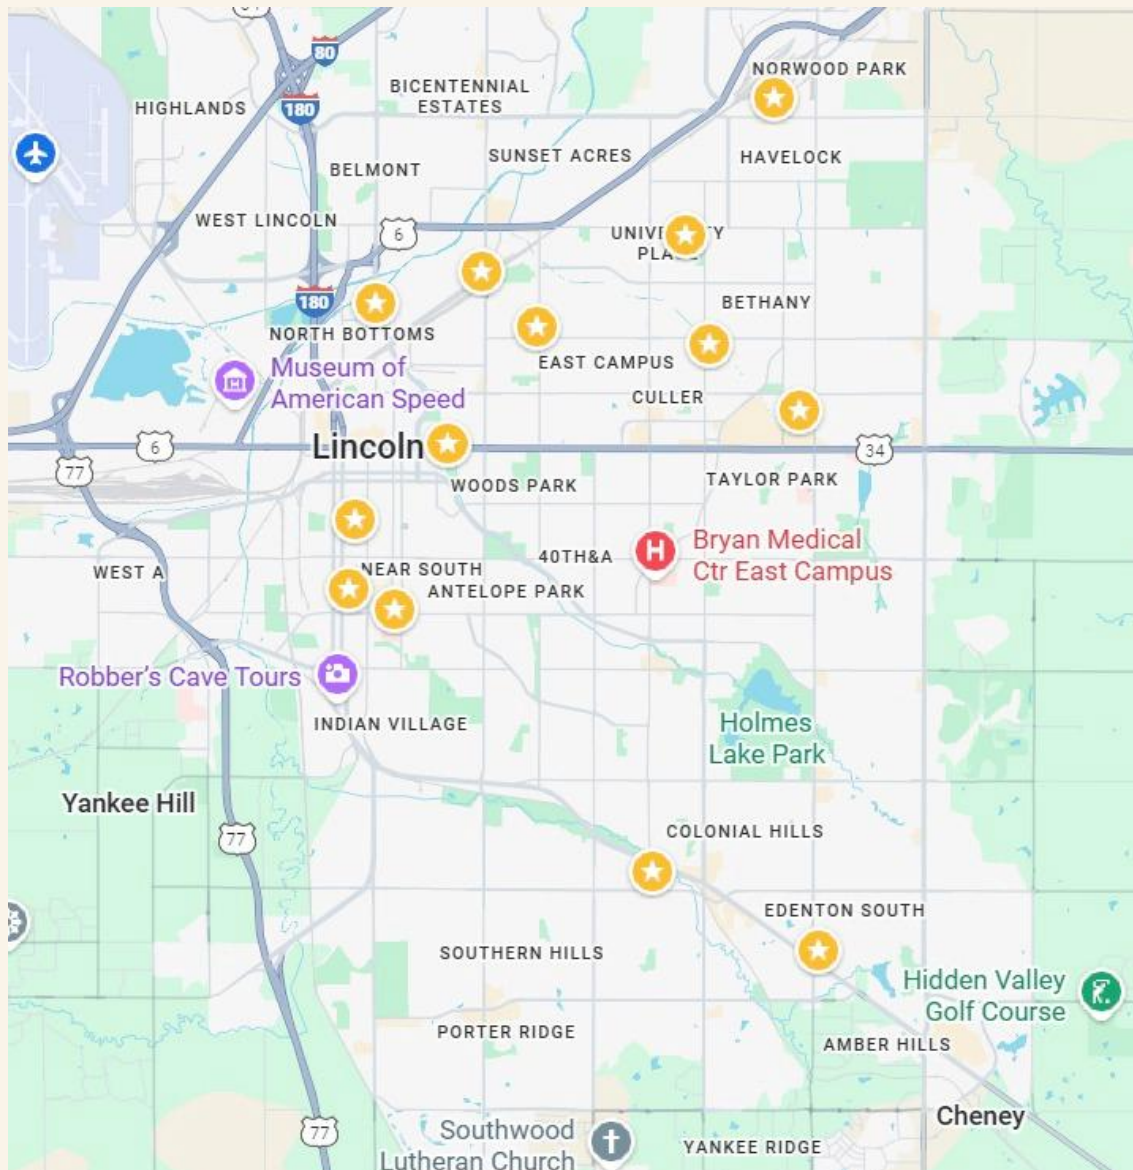 80
NORWOOD PARK
BICENTENNIAL
ESTATES
HIGHLANDS
180
SUNSET ACRES
HAVELOCK
BELMONT
WEST LINCOLN
6
UNIVERSITY
PLACE
180
BETHANY
NORTH BOTTOMS
EAST CAMPUS
Museum of
American Speed
CULLER
Lincoln
6
34
77
TAYLOR PARK
WOODS PARK
Bryan Medical
Ctr East Campus
H
40TH&A
WEST A
NEAR SOUTH
ANTELOPE PARK
Robber's Cave Tours
INDIAN VILLAGE
Holmes
Lake Park
Yankee Hill
COLONIAL HILLS
77
EDENTON SOUTH
SOUTHERN HILLS
Hidden Valley
Golf Course
PORTER RIDGE
AMBER HILLS
Cheney
77
Southwood
Lutheran Church
YANKEE RIDGE